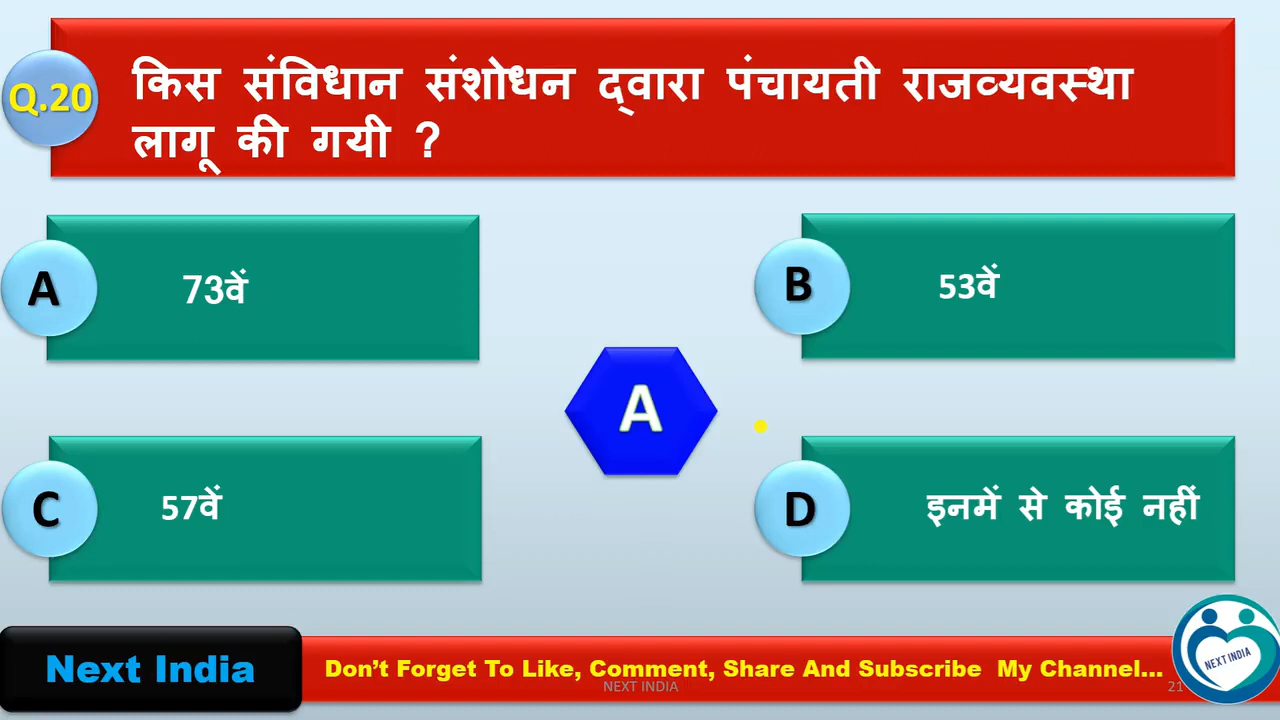 Q.20
किस संविधान संशोधन द्वारा पंचायती राजव्यवस्था
लागू की गयी ?
A
73वें
B
53वें
A
C
57वें
D
इनमें से कोई नहीं
Next India
Don't Forget To Like, Comment, Share And Subscribe My Channel...
NEXT INDIA
21
NEXT INDIA